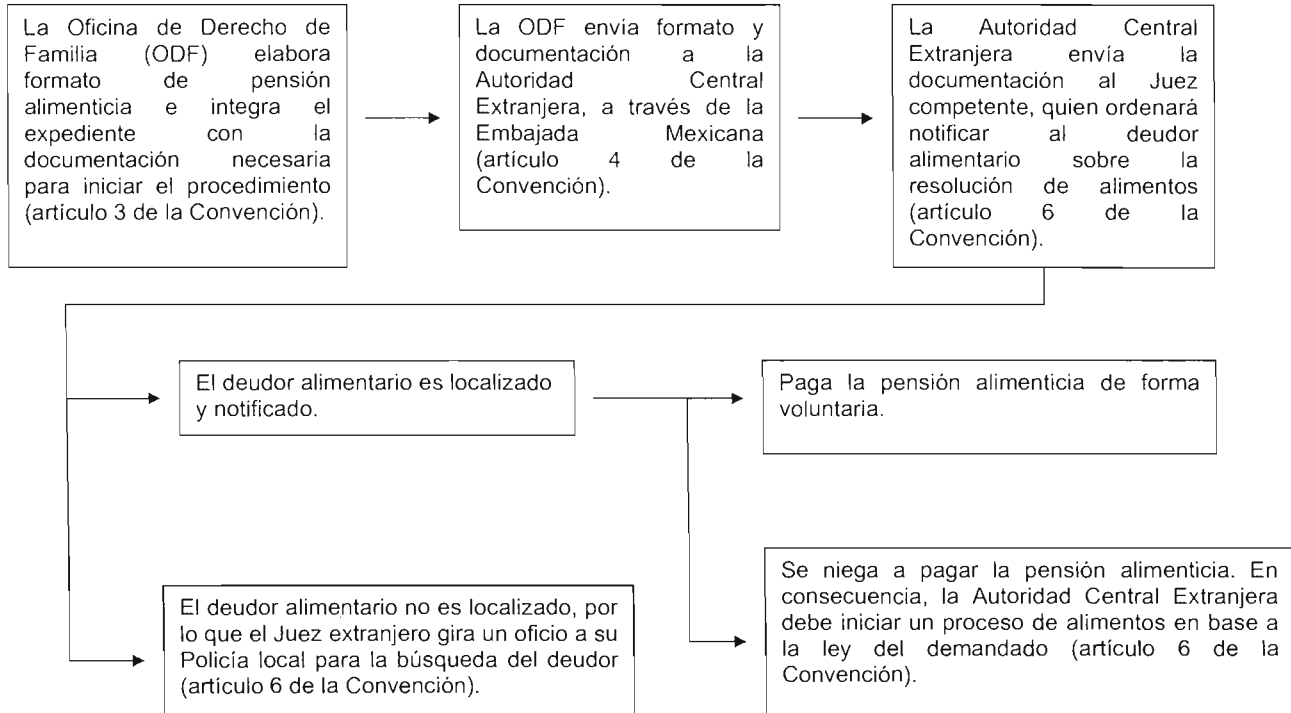 La Oficina de Derecho de
Familia (ODF) elabora
formato de pensión
alimenticia e integra el
expediente con la
documentación necesaria
para iniciar el procedimiento
(artículo 3 de la Convención).
La ODF envía formato y
documentación a la
Autoridad Central
Extranjera, a través de la
Embajada Mexicana
(artículo 4 de la
Convención).
La Autoridad Central
Extranjera envía la
documentación al Juez
competente, quien ordenará
notificar al deudor
alimentario sobre la
resolución de alimentos
(artículo 6 de la
Convención).
El deudor alimentario es localizado
y notificado.
Paga la pensión alimenticia de forma
voluntaria.
El deudor alimentario no es localizado, por
lo que el Juez extranjero gira un oficio a su
Policía local para la búsqueda del deudor
(artículo 6 de la Convención).
Se niega a pagar la pensión alimenticia. En
consecuencia, la Autoridad Central Extranjera
debe iniciar un proceso de alimentos en base a
la ley del demandado (artículo 6 de la
Convención).